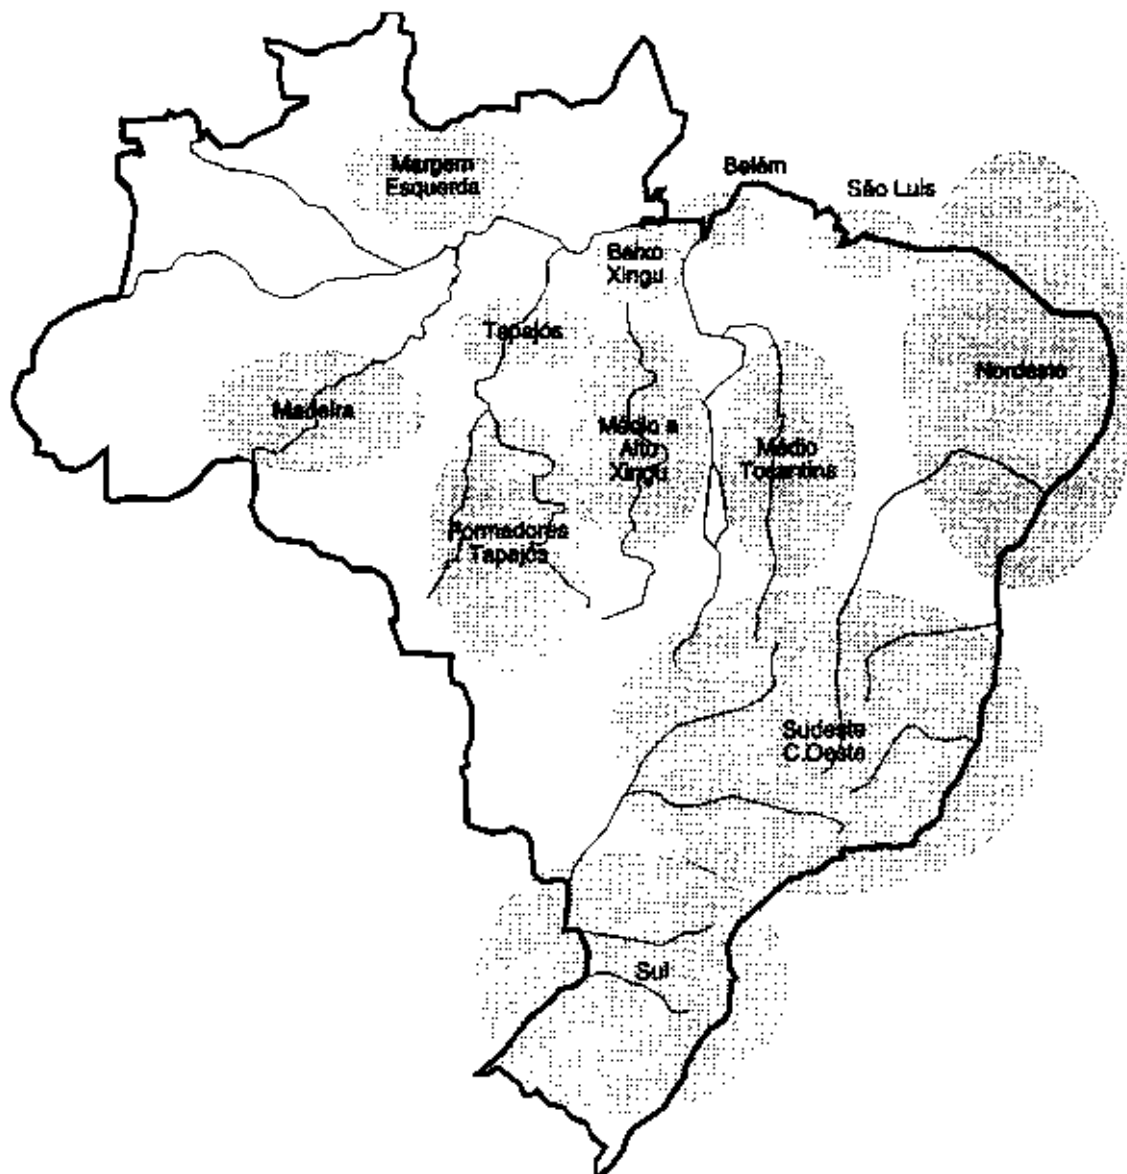 Margem
Esquerda
Belém
São Luís
Baixo
Xingu
Tapajós
Nordeste
Madeira
Médio e
Alto
Xingu
Médio
Tocantins
Formadores
Tapajós
Sudeste
C.Oeste
Sul